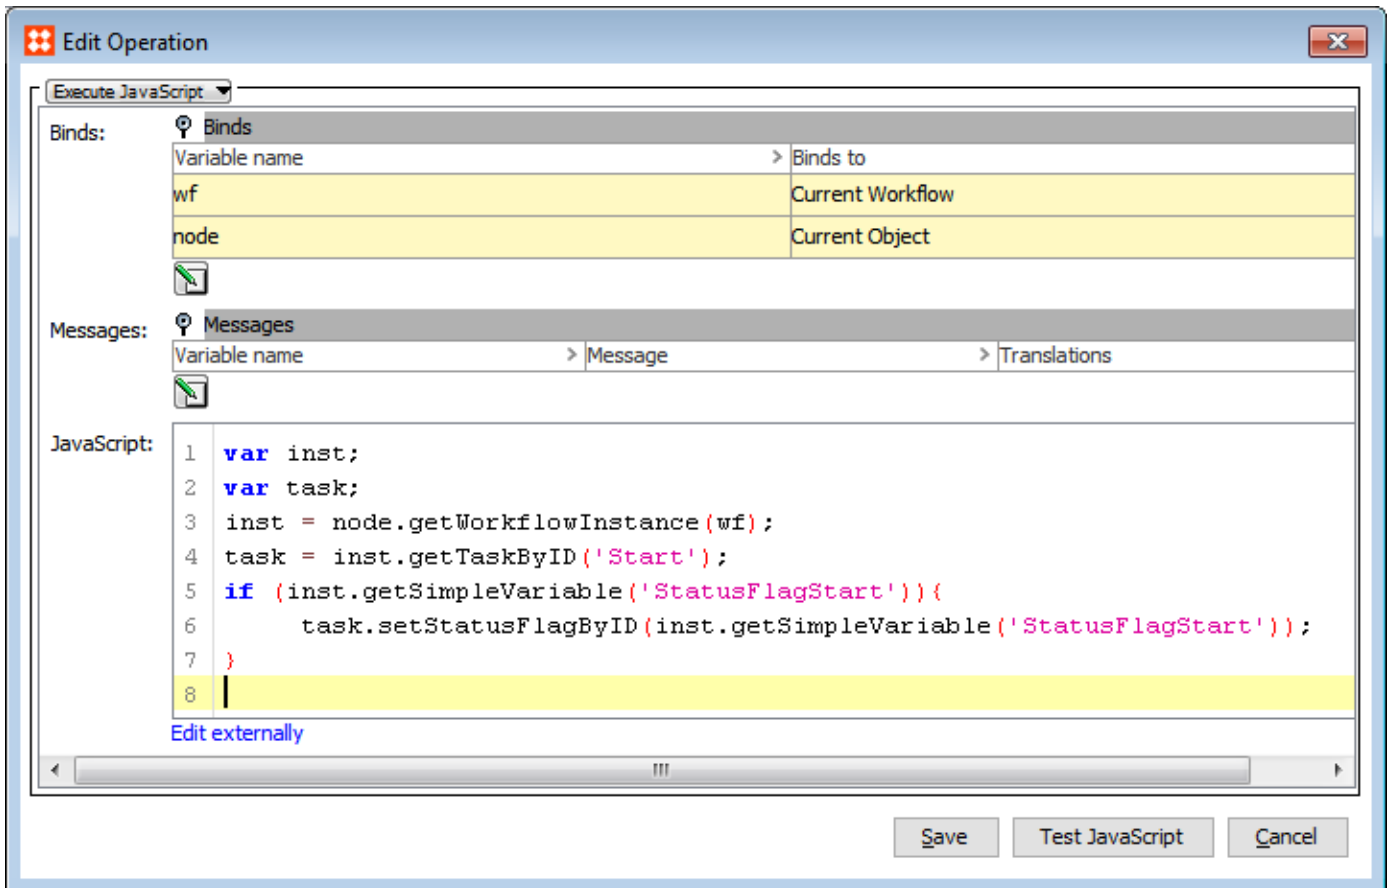 Edit Operation
Execute JavaScript
Binds:
Binds
Variable name > Binds to
wf Current Workflow
node Current Object
Messages:
Messages
Variable name > Message > Translations
JavaScript:
1 var inst;
2 var task;
3 inst = node.getWorkflowInstance(wf);
4 task = inst.getTaskByID('Start');
5 if (inst.getSimpleVariable('StatusFlagStart')){
6 task.setStatusFlagByID(inst.getSimpleVariable('StatusFlagStart'));
7 }
8
Edit externally
Save Test JavaScript Cancel